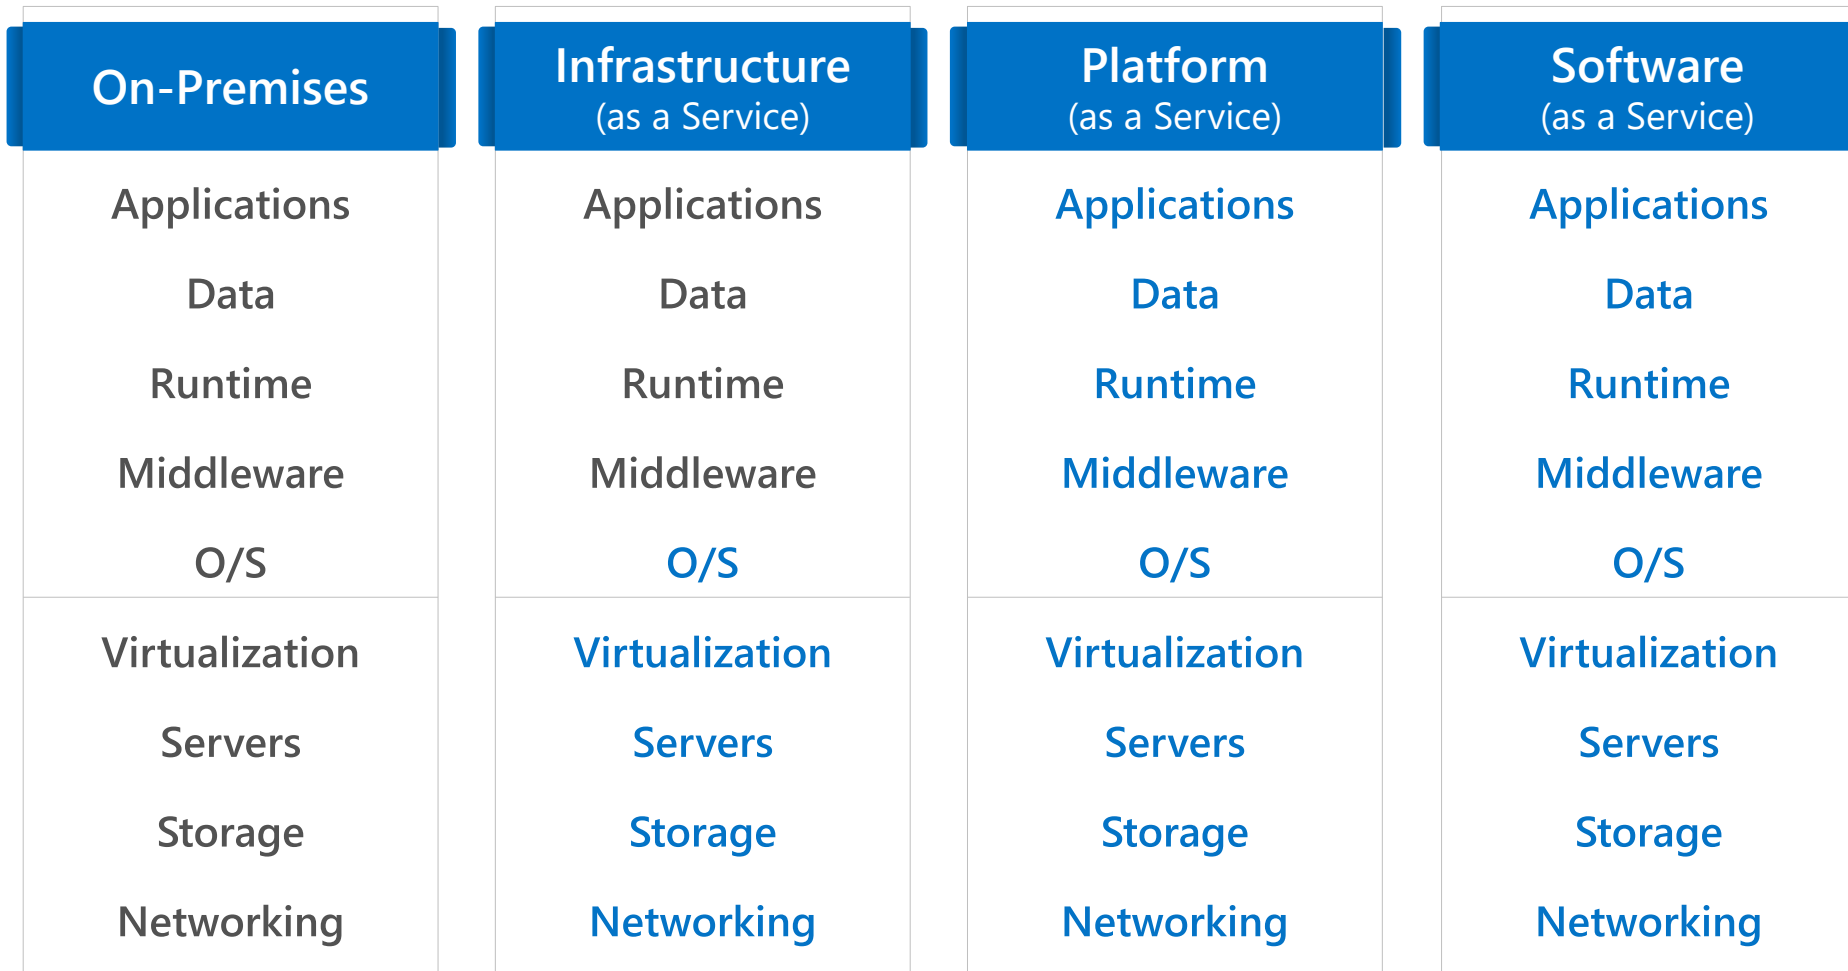 On-Premises
Applications
Data
Runtime
Middleware
O/S
Virtualization
Servers
Storage
Networking
Infrastructure
(as a Service)
Applications
Data
Runtime
Middleware
O/S
Virtualization
Servers
Storage
Networking
Platform
(as a Service)
Applications
Data
Runtime
Middleware
O/S
Virtualization
Servers
Storage
Networking
Software
(as a Service)
Applications
Data
Runtime
Middleware
O/S
Virtualization
Servers
Storage
Networking